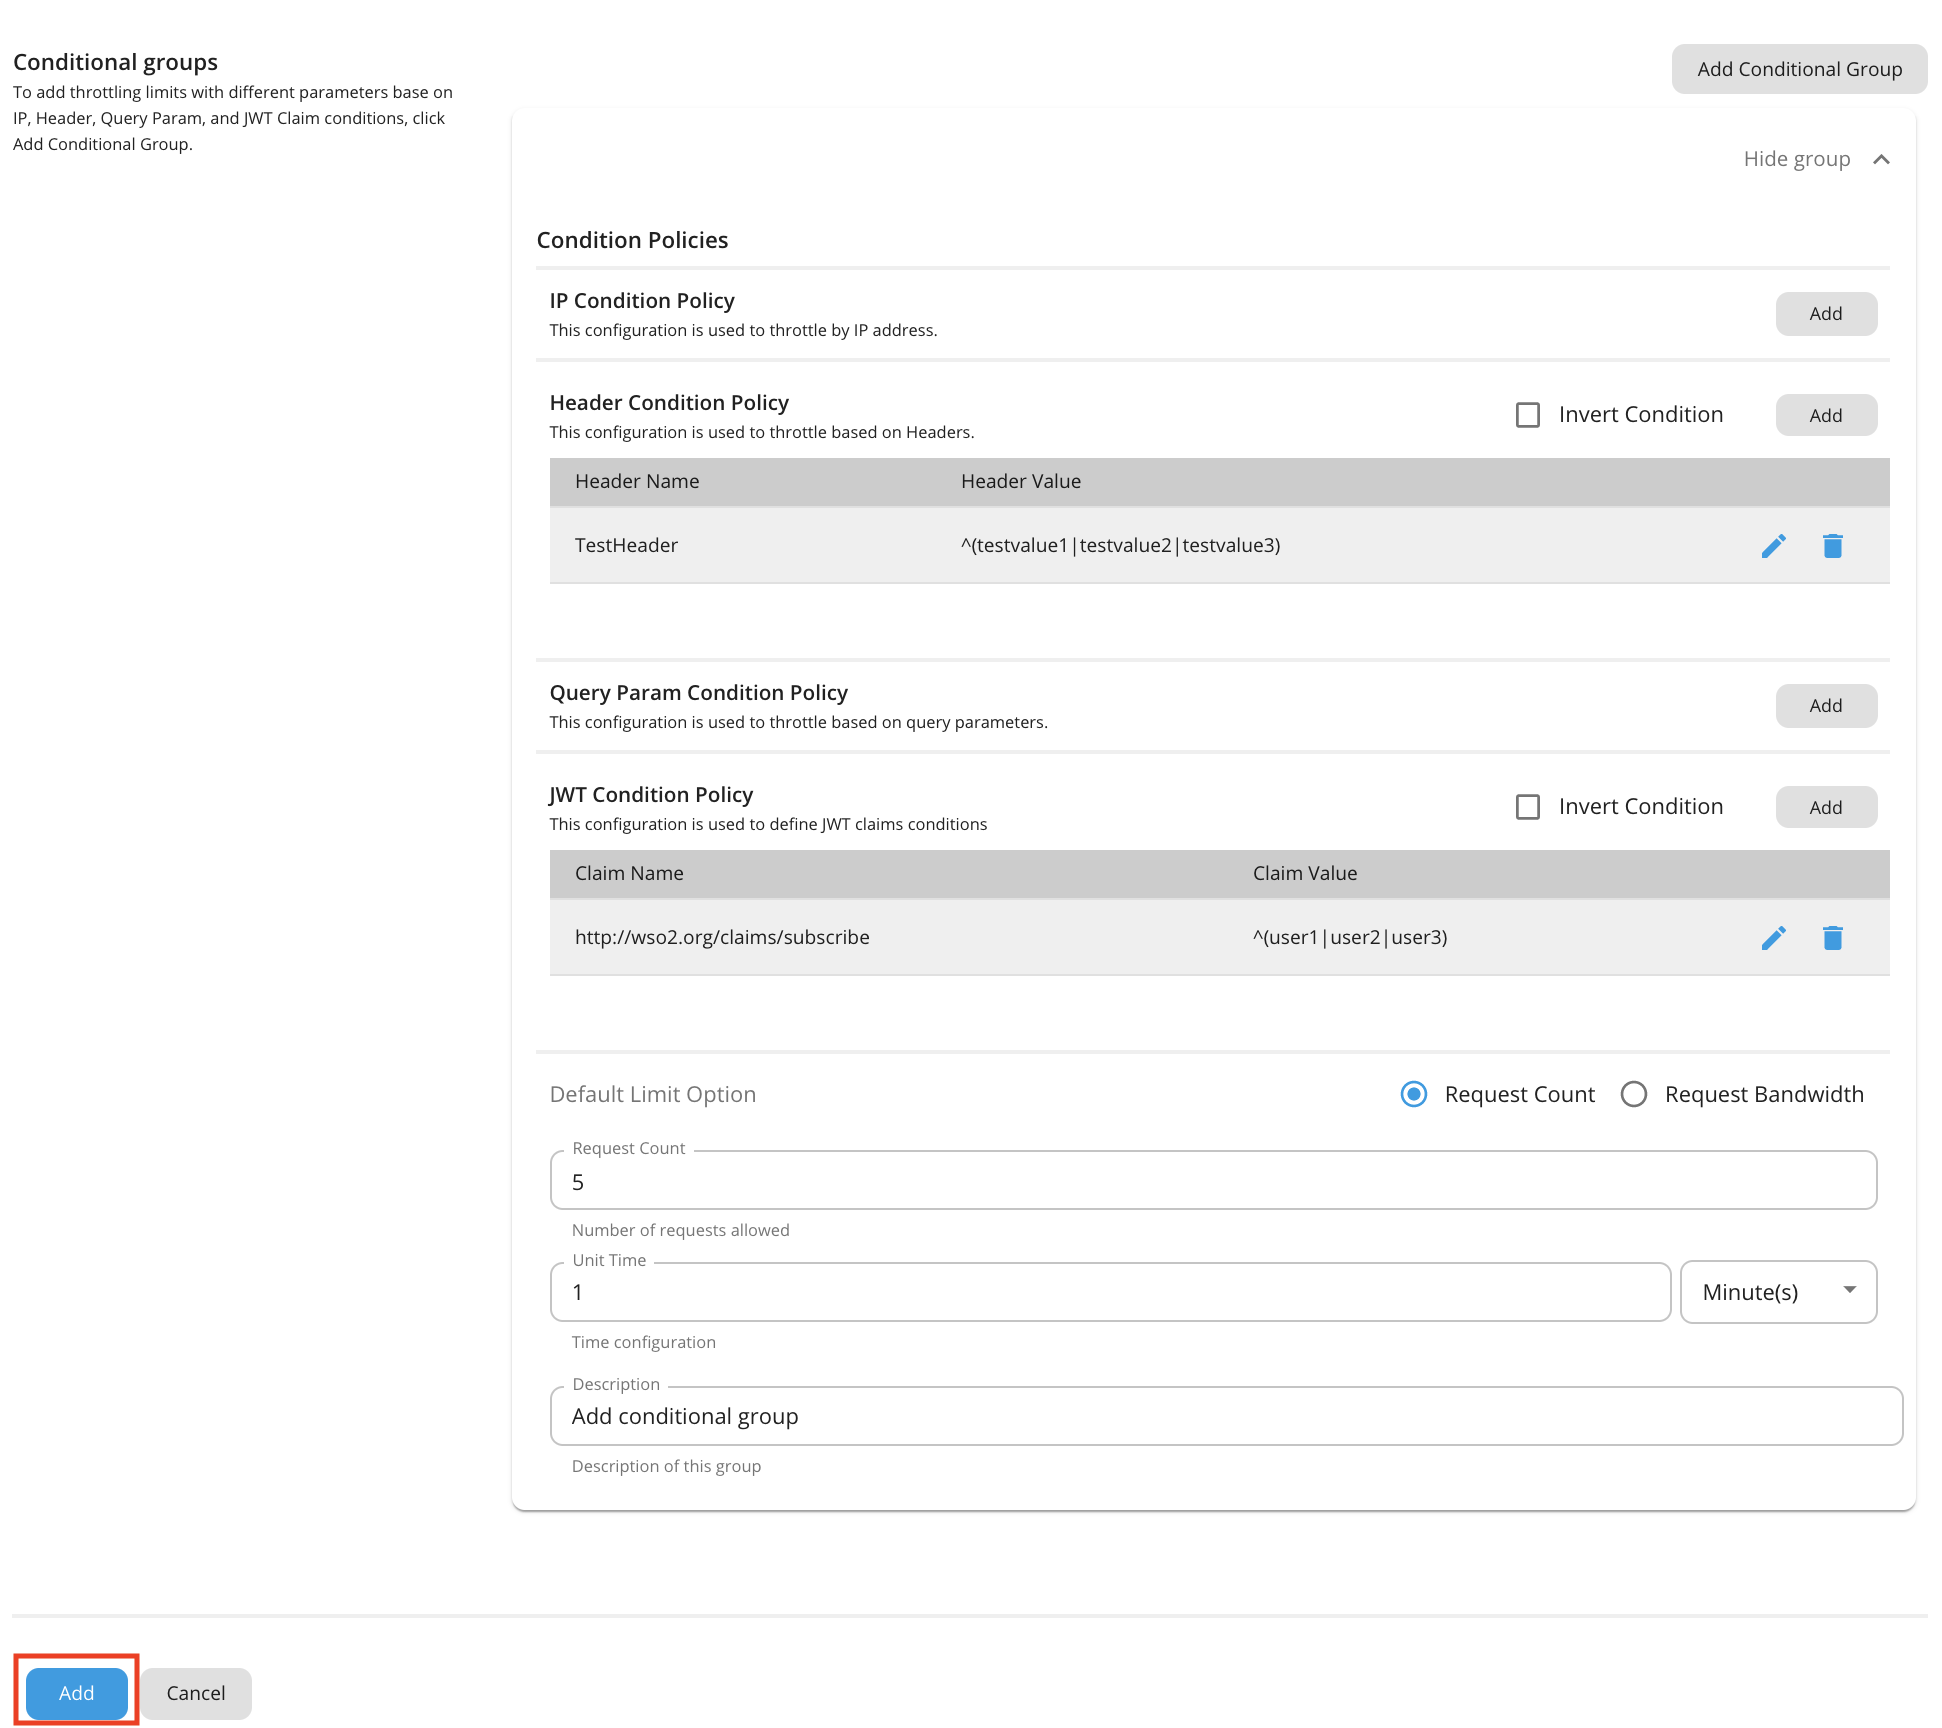 Conditional groups
To add throttling limits with different parameters base on
IP, Header, Query Param, and JWT Claim conditions, click
Add Conditional Group.
Add Conditional Group
Hide group
Condition Policies
IP Condition Policy
This configuration is used to throttle by IP address.
Add
Header Condition Policy
This configuration is used to throttle based on Headers.
Invert Condition
Add
Header Name Header Value
TestHeader ^(testvalue1|testvalue2|testvalue3)
Query Param Condition Policy
This configuration is used to throttle based on query parameters.
Add
JWT Condition Policy
This configuration is used to define JWT claims conditions
Invert Condition
Add
Claim Name Claim Value
http://wso2.org/claims/subscribe ^(user1|user2|user3)
Default Limit Option Request Count Request Bandwidth
Request Count
5
Number of requests allowed
Unit Time
1 Minute(s)
Time configuration
Description
Add conditional group
Description of this group
Add Cancel